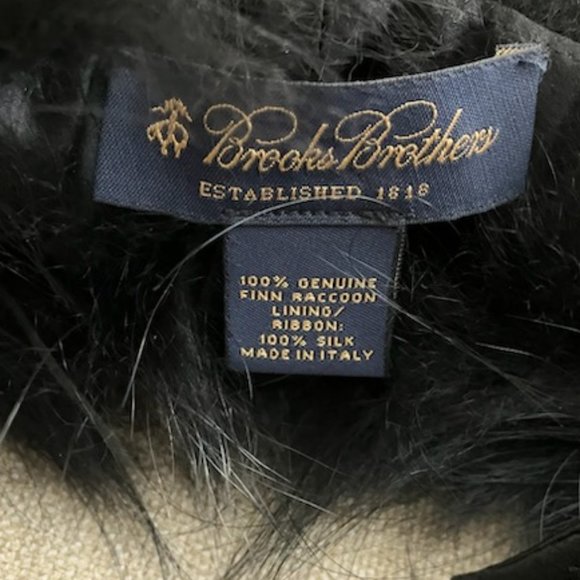 Brooks Brothers
ESTABLISHED 1818
100% GENUINE
FINN RACCOON
LINING/
RIBBON:
100% SILK
MADE IN ITALY